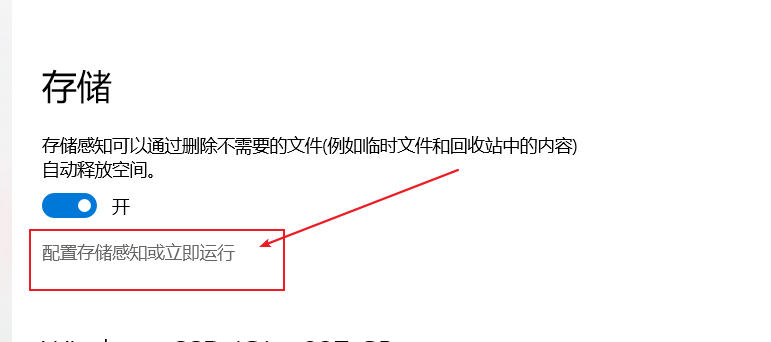 存储
存储感知可以通过删除不需要的文件(例如临时文件和回收站中的内容)
自动释放空间。
开
配置存储感知或立即运行